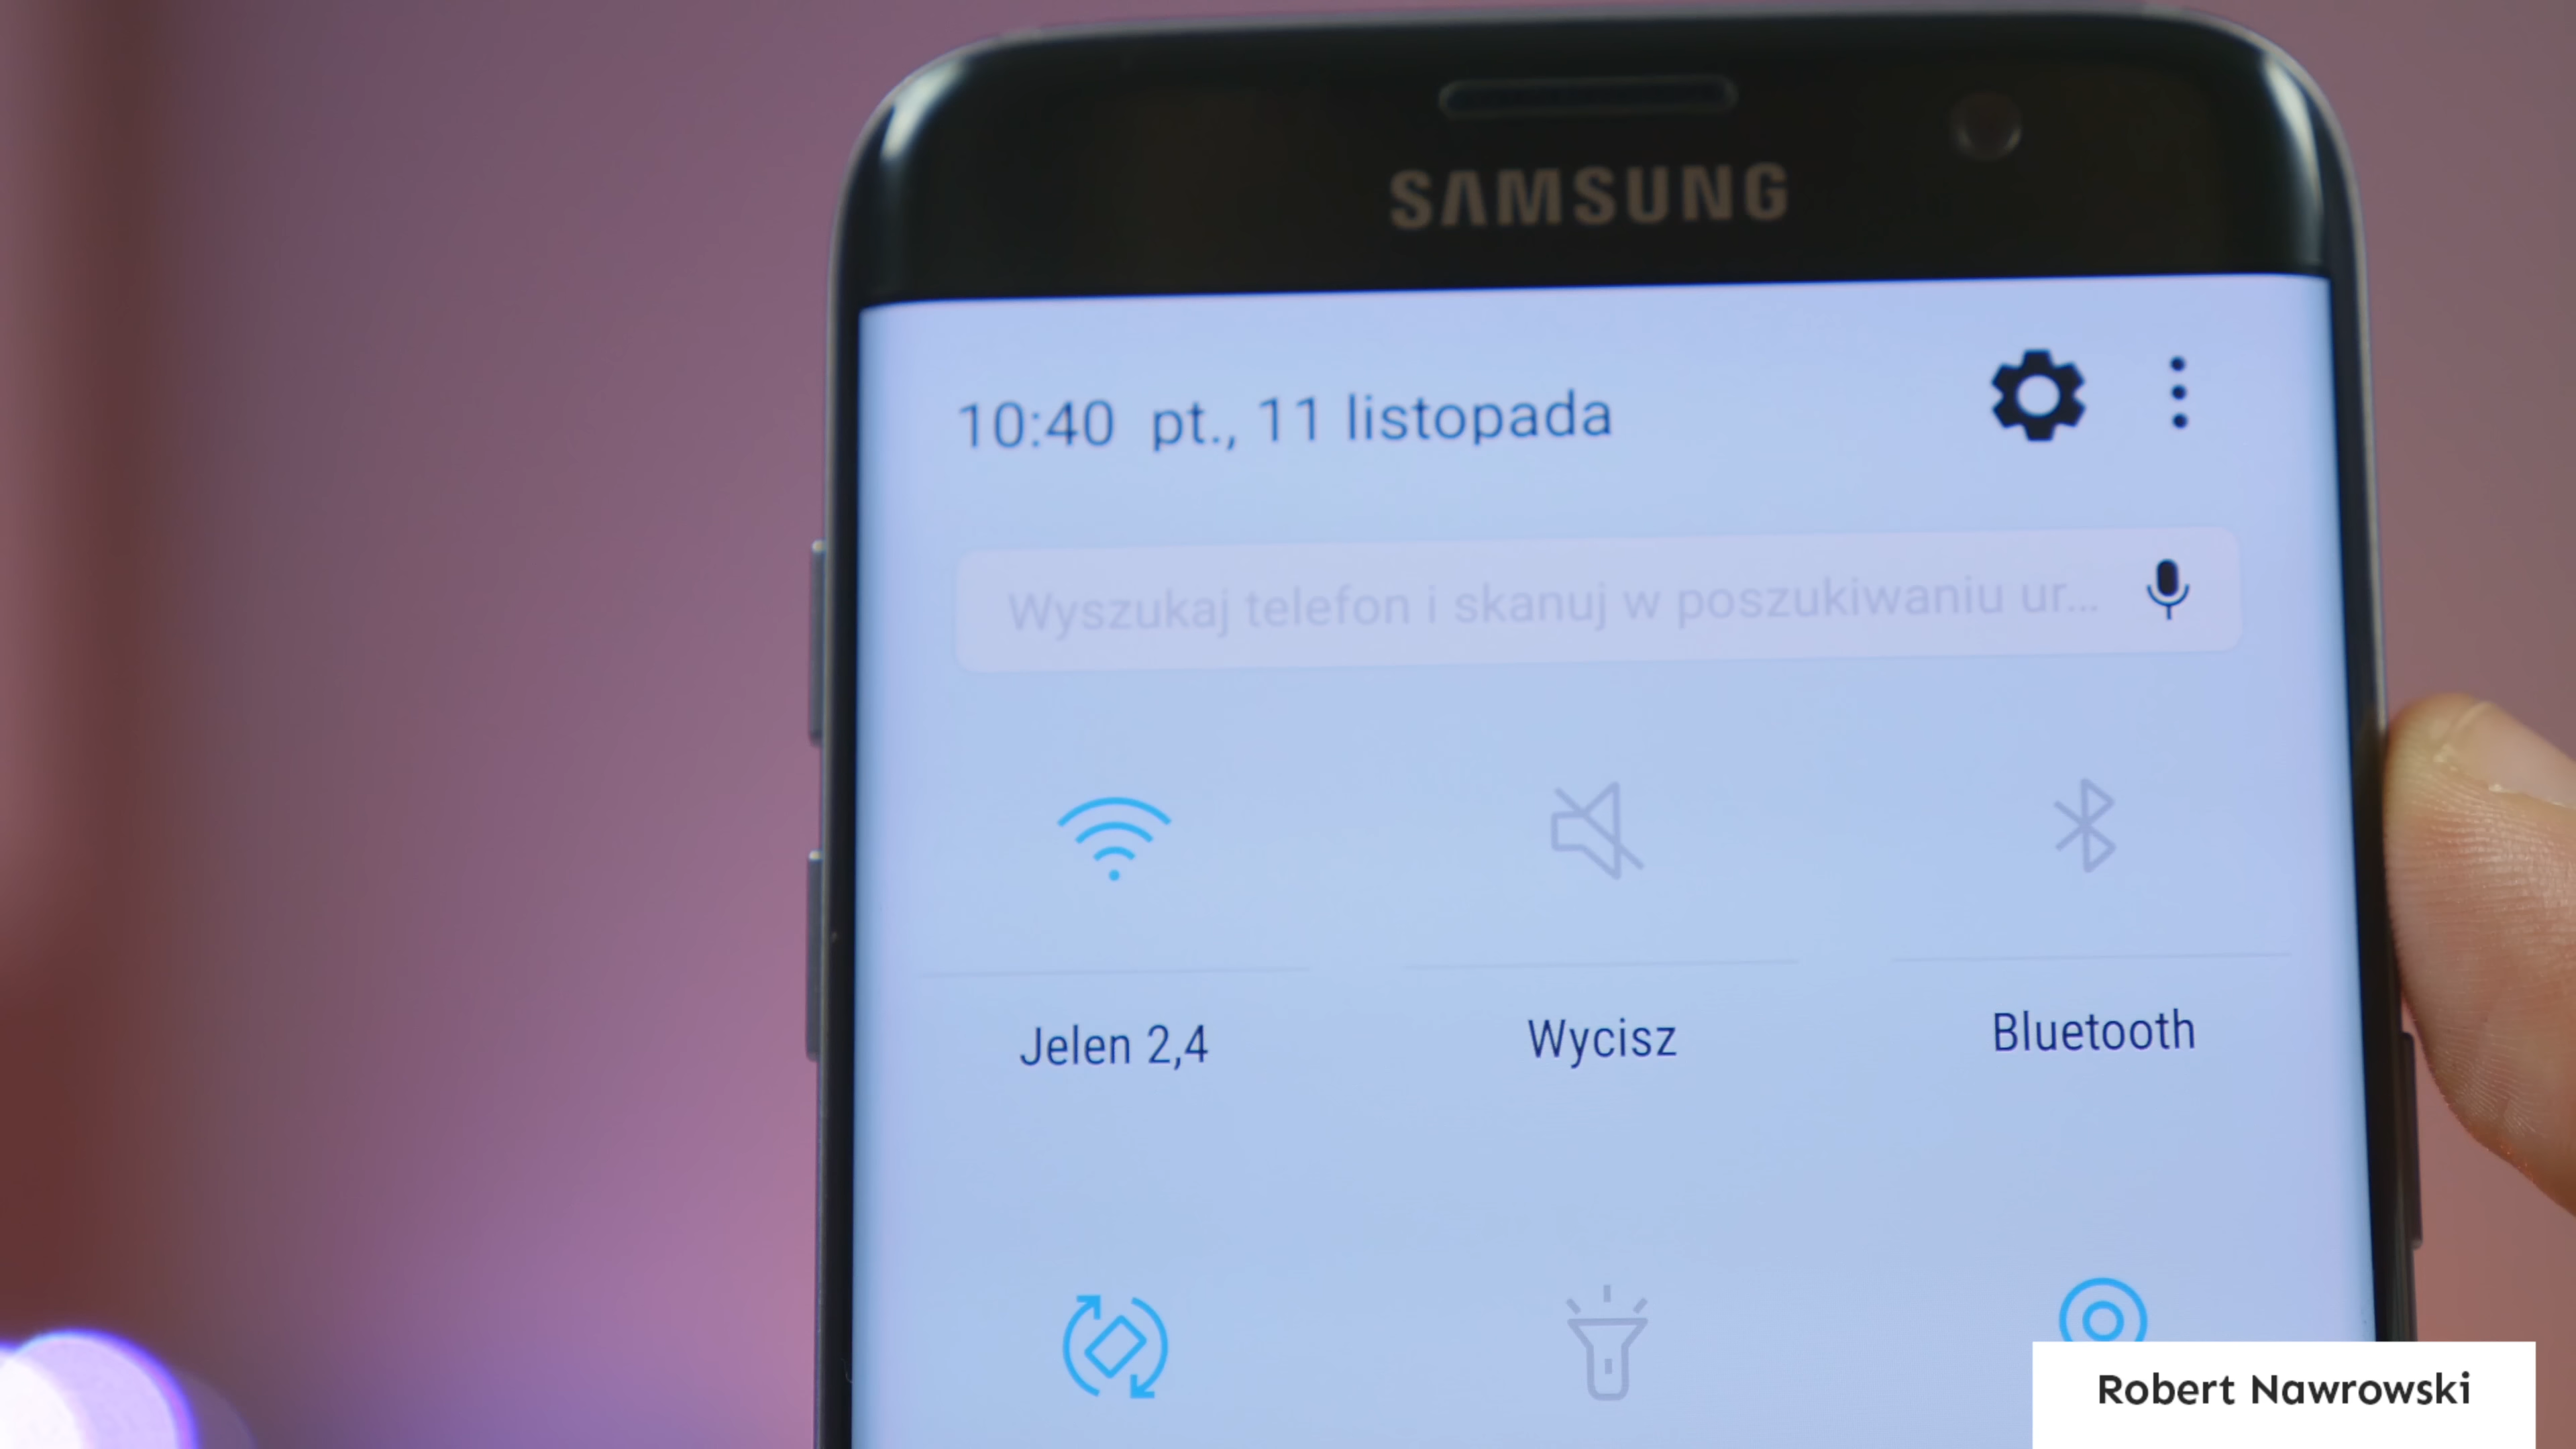 SAMSUNG
10:40 pt., 11 listopada
Wyszukaj telefon i skanuj w poszukiwaniu ur...
Jelen 2,4
Wycisz
Bluetooth
Robert Nawrowski